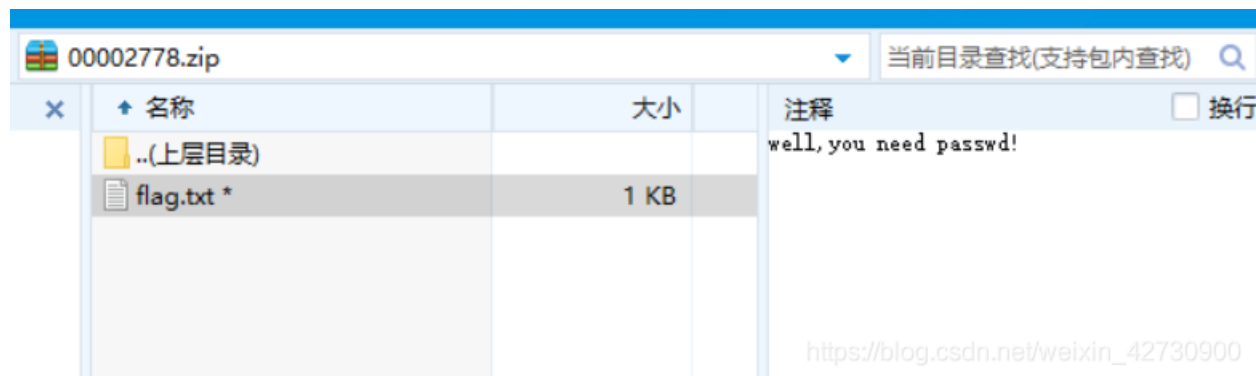 00002778.zip
当前目录查找(支持包内查找)
名称 大小 注释 换行
..(上层目录)
well,you need passwd!
flag.txt * 1 KB
https://blog.csdn.net/weixin_42730900